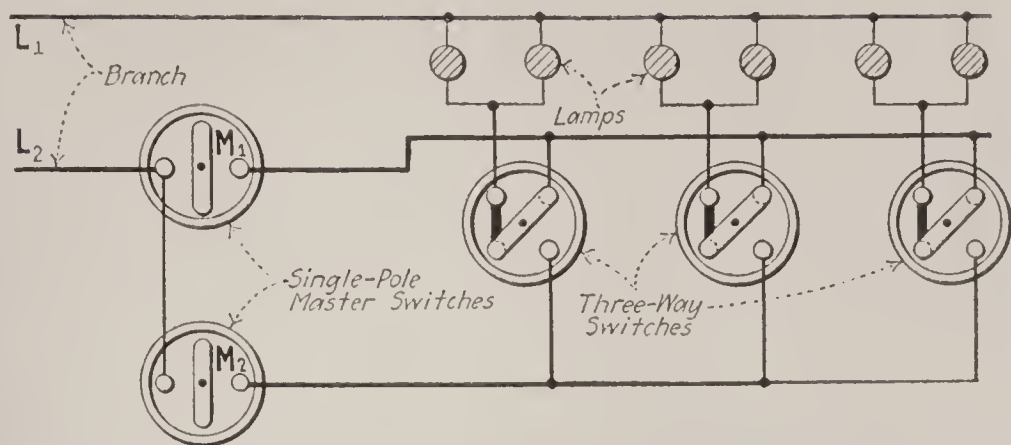 L1
Branch
Lamps
L2
M1
Single-Pole
Master Switches
Three-Way
Switches
M2